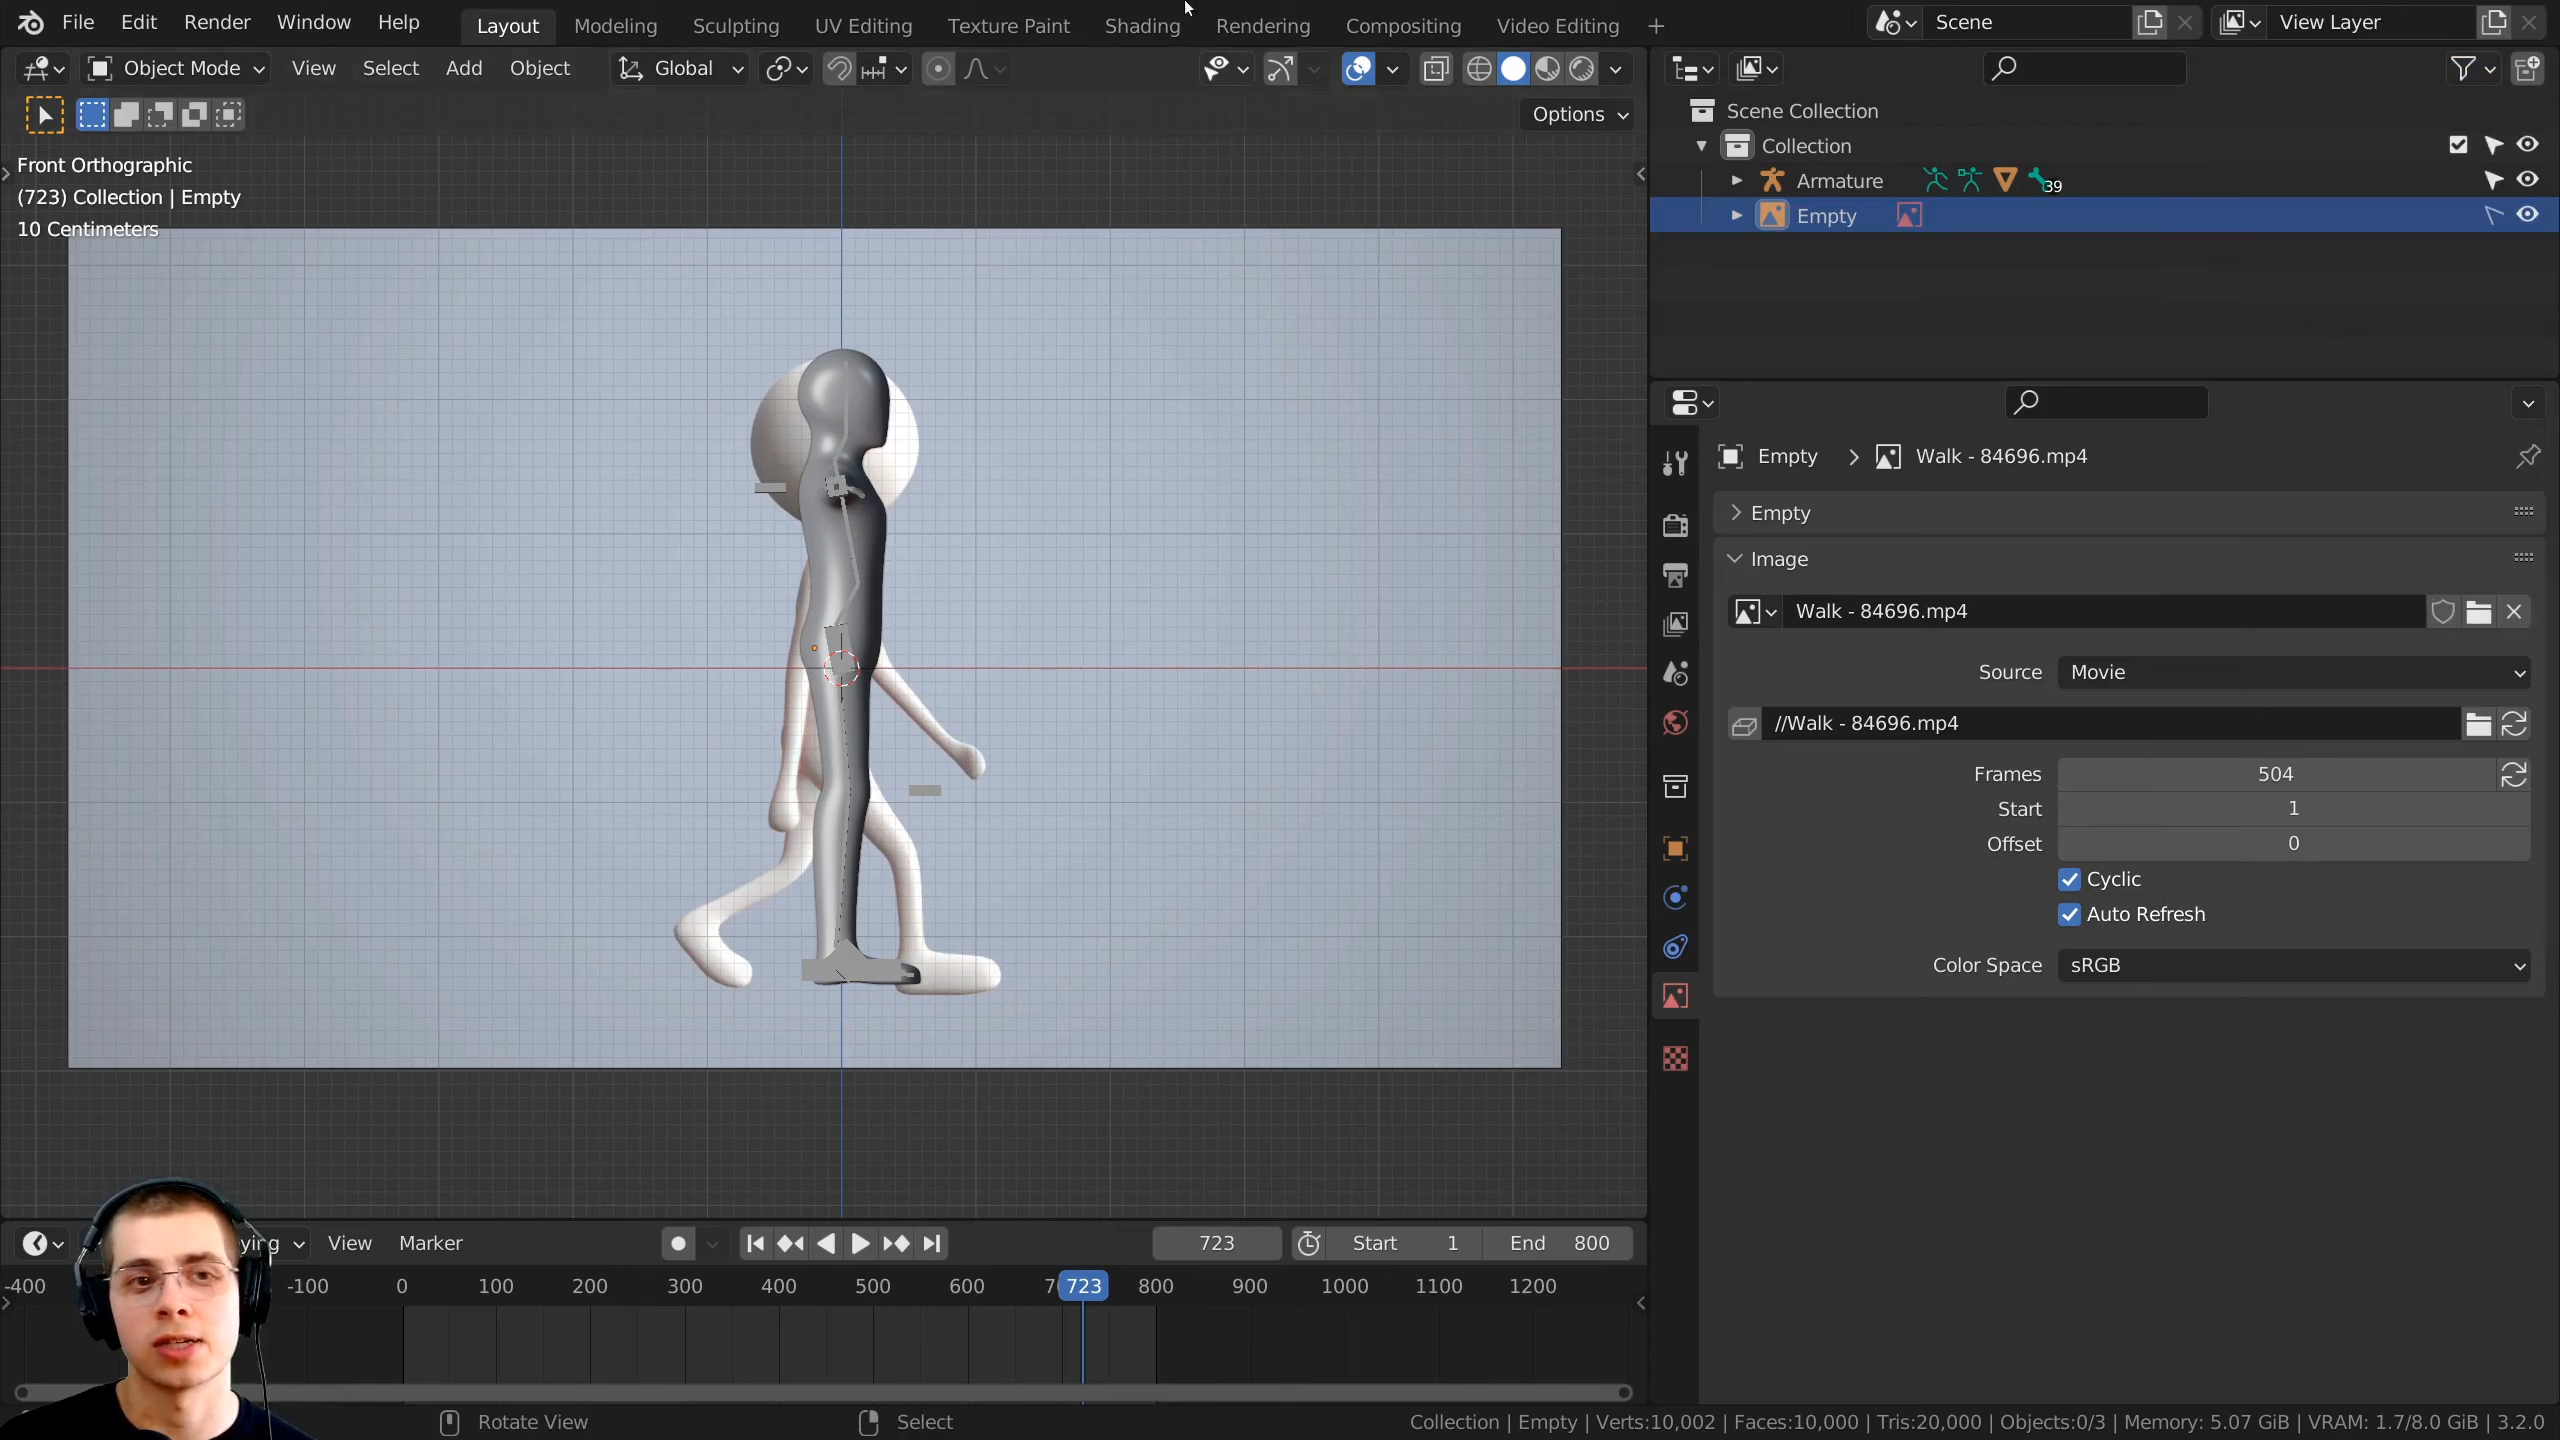 File Edit Render Window Help Layout Modeling Sculpting UV Editing Texture Paint Shading Rendering Compositing Video Editing + Scene View Layer
Object Mode View Select Add Object Global
Options
Front Orthographic
(723) Collection | Empty
10 Centimeters
Scene Collection
Collection
Armature 39
Empty
Empty > Walk - 84696.mp4
Empty
Image
Walk - 84696.mp4
Source Movie
//Walk - 84696.mp4
Frames 504
Start 1
Offset 0
Cyclic
Auto Refresh
Color Space sRGB
View Marker 723 Start 1 End 800
-400 -100 0 100 200 300 400 500 600 723 800 900 1000 1100 1200
Rotate View Select Collection | Empty | Verts:10,002 | Faces:10,000 | Tris:20,000 | Objects:0/3 | Memory: 5.07 GiB | VRAM: 1.7/8.0 GiB | 3.2.0